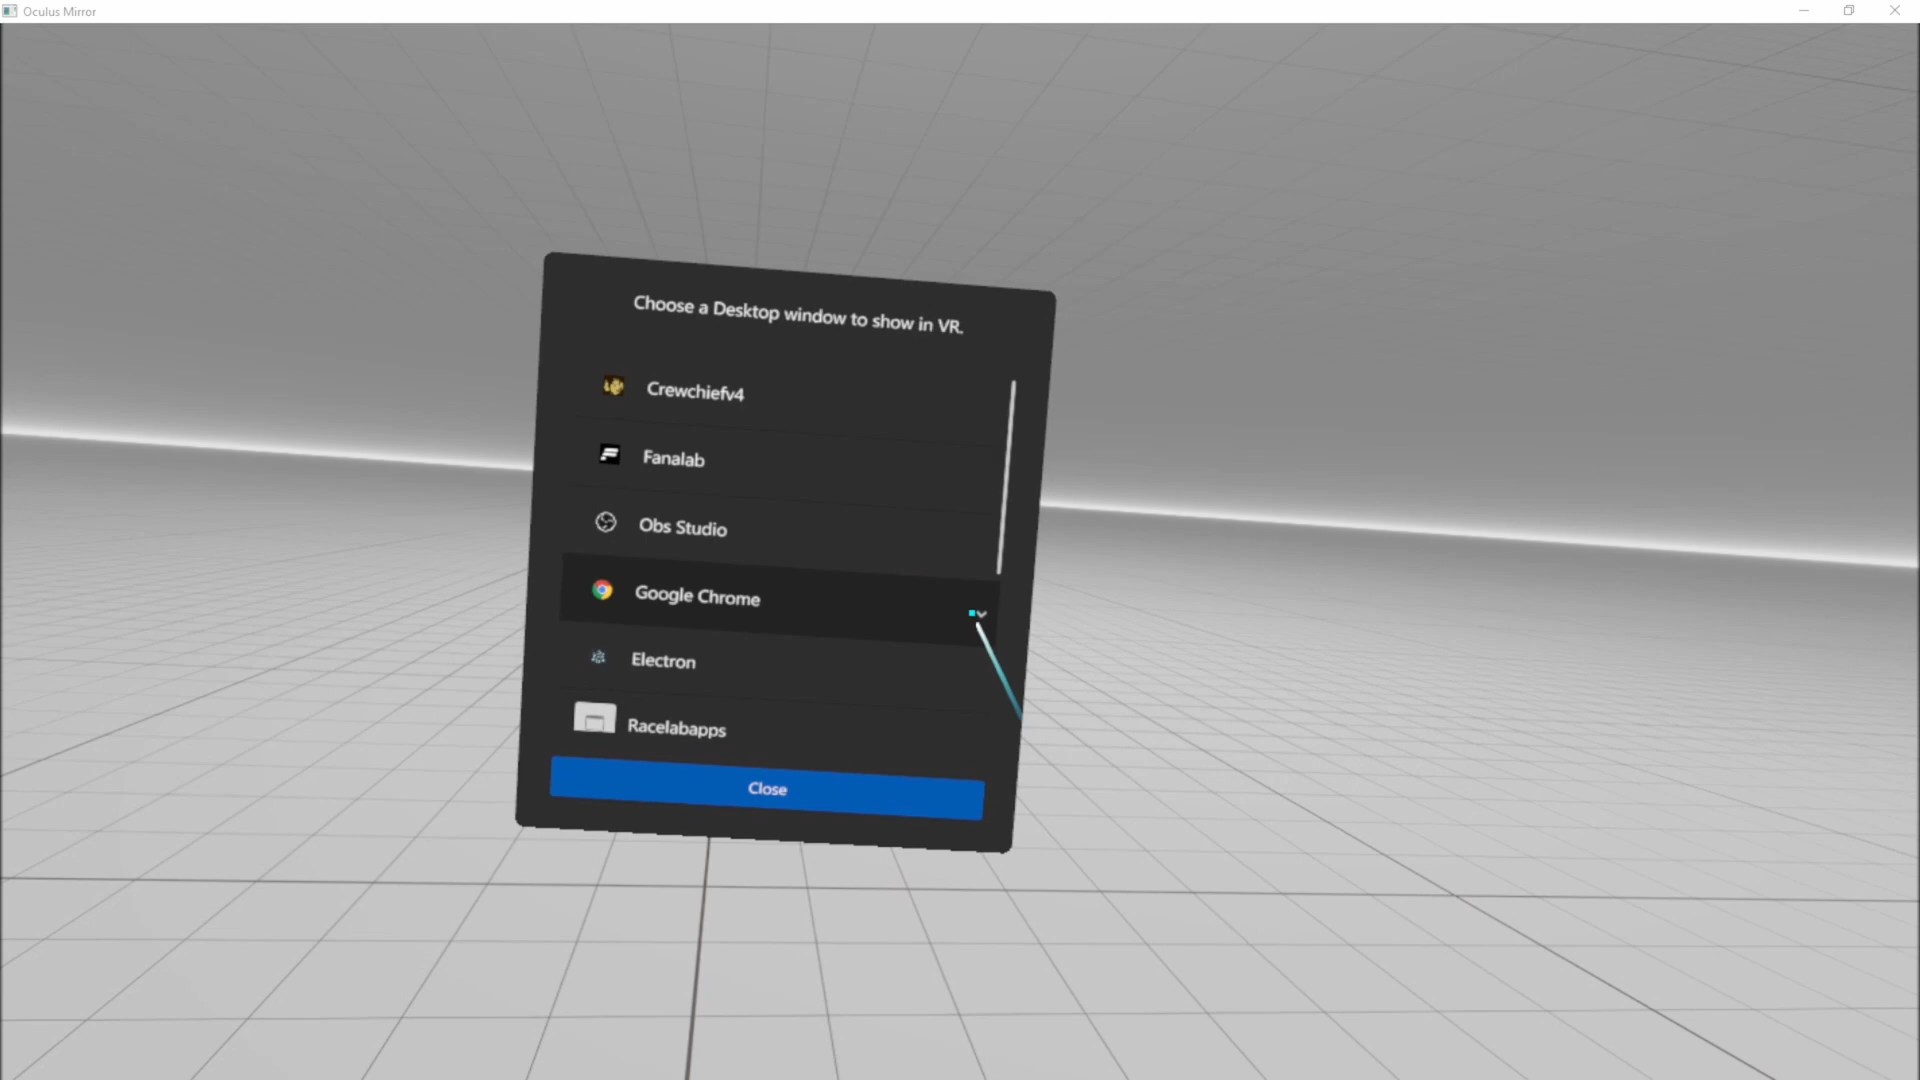 Oculus Mirror
Choose a Desktop window to show in VR.
Crewchiefv4
Fanalab
Obs Studio
Google Chrome
Electron
Racelabapps
Close